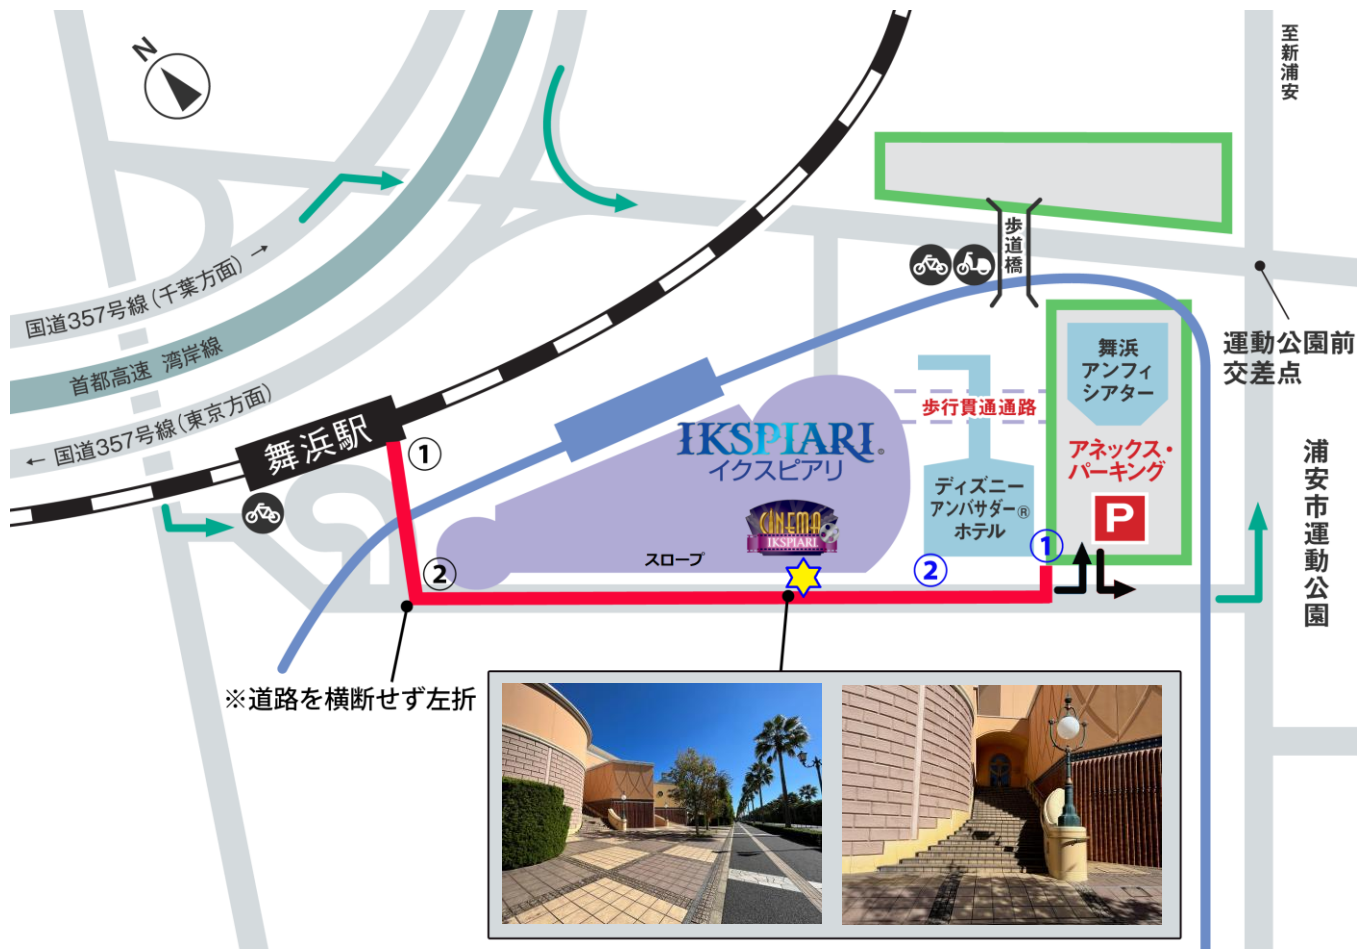 N
至新浦安
歩道橋
国道357号線(千葉方面)→
首都高速 湾岸線
←国道357号線(東京方面)
舞浜駅
①
②
運動公園前
交差点
舞浜
アンフィ
シアター
歩行貫通通路
アネックス・
パーキング
P
IKSPIARI®
イクスピアリ
ディズニー
アンバサダー®
ホテル
CINEMA
IKSPIARI
スロープ
①
②
浦安市運動公園
※道路を横断せず左折